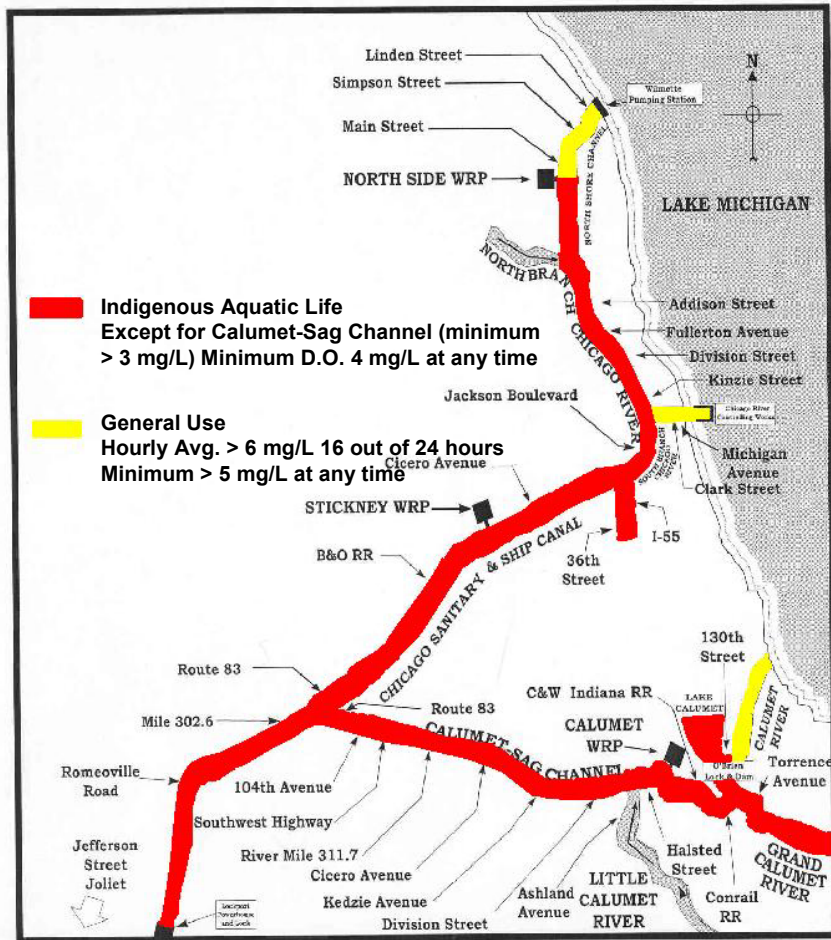 Linden Street
Simpson Street
Wilmette
Pumping Station
N
Main Street
NORTH SHORE CHANNEL
NORTH SIDE WRP
LAKE MICHIGAN
NORTH BRANCH CHICAGO RIVER
Indigenous Aquatic Life
Except for Calumet-Sag Channel (minimum
> 3 mg/L) Minimum D.O. 4 mg/L at any time
Addison Street
Fullerton Avenue
Division Street
Kinzie Street
Jackson Boulevard
Chicago River
Controlling Works
General Use
Hourly Avg. > 6 mg/L 16 out of 24 hours
Minimum > 5 mg/L at any time
SOUTH BRANCH
CHICAGO
RIVER
Michigan
Avenue
Clark Street
Cicero Avenue
STICKNEY WRP
I-55
36th
Street
B&O RR
CHICAGO SANITARY & SHIP CANAL
130th
Street
Route 83
C&W Indiana RR
LAKE
CALUMET
CALUMET
RIVER
Route 83
Mile 302.6
CALUMET
WRP
CALUMET-SAG CHANNEL
O'Brien
Lock & Dam
Torrence
Avenue
Romeoville
Road
104th Avenue
Southwest Highway
River Mile 311.7
Cicero Avenue
Kedzie Avenue
Division Street
Ashland
Avenue
LITTLE
CALUMET
RIVER
Halsted
Street
Conrail
RR
GRAND
CALUMET
RIVER
Jefferson
Street
Joliet
Lockport
Powerhouse
and Lock